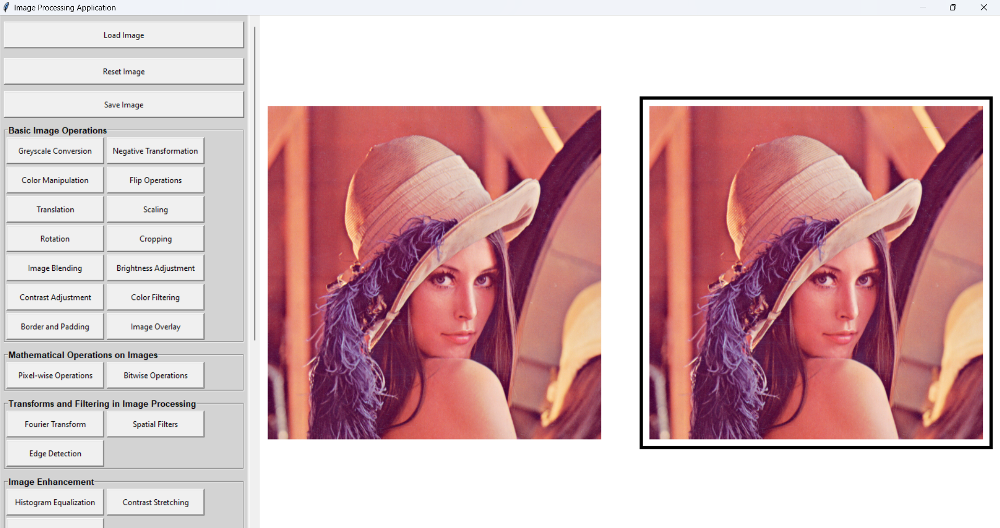 Image Processing Application
Load Image
Reset Image
Save Image
Basic Image Operations
Greyscale Conversion
Negative Transformation
Color Manipulation
Flip Operations
Translation
Scaling
Rotation
Cropping
Image Blending
Brightness Adjustment
Contrast Adjustment
Color Filtering
Border and Padding
Image Overlay
Mathematical Operations on Images
Pixel-wise Operations
Bitwise Operations
Transforms and Filtering in Image Processing
Fourier Transform
Spatial Filters
Edge Detection
Image Enhancement
Histogram Equalization
Contrast Stretching